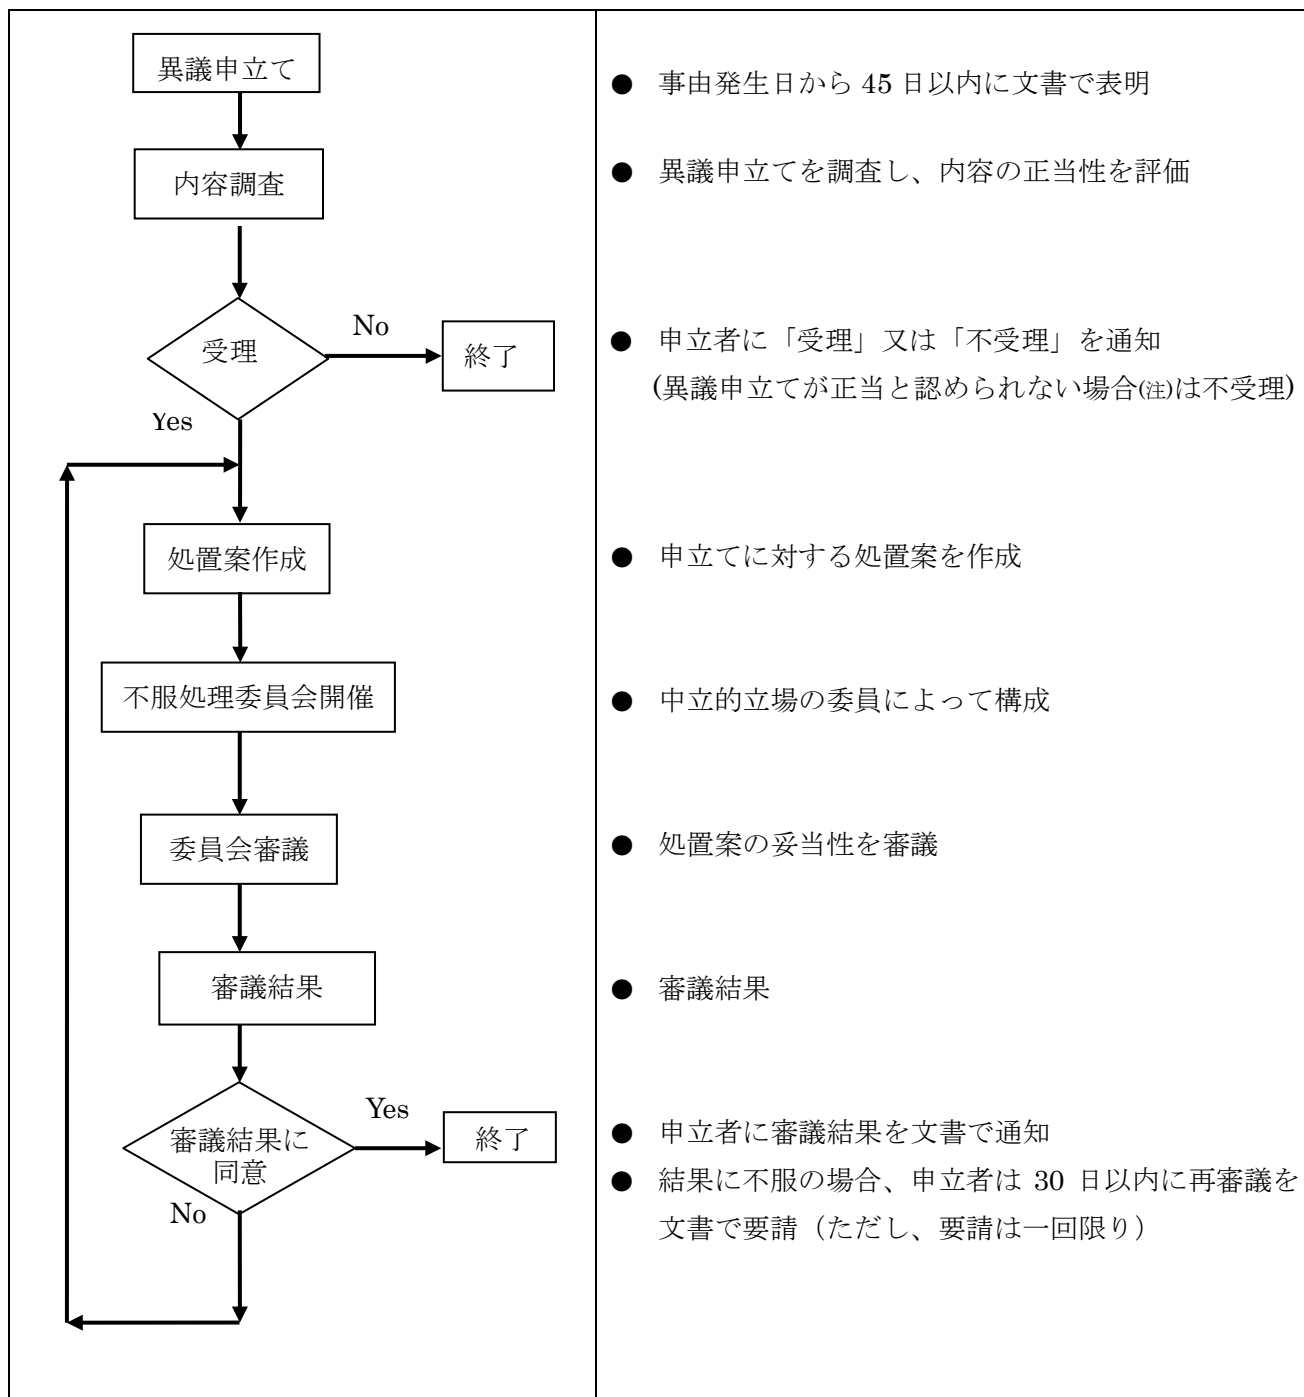 異議申立て
● 事由発生日から 45 日以内に文書で表明
内容調査
● 異議申立てを調査し、内容の正当性を評価
受理
No
終了
● 申立者に「受理」又は「不受理」を通知
(異議申立てが正当と認められない場合(注)は不受理)
Yes
処置案作成
● 申立てに対する処置案を作成
不服処理委員会開催
● 中立的立場の委員によって構成
委員会審議
● 処置案の妥当性を審議
審議結果
● 審議結果
審議結果に
同意
Yes
終了
No
● 申立者に審議結果を文書で通知
● 結果に不服の場合、申立者は 30 日以内に再審議を
文書で要請（ただし、要請は一回限り）